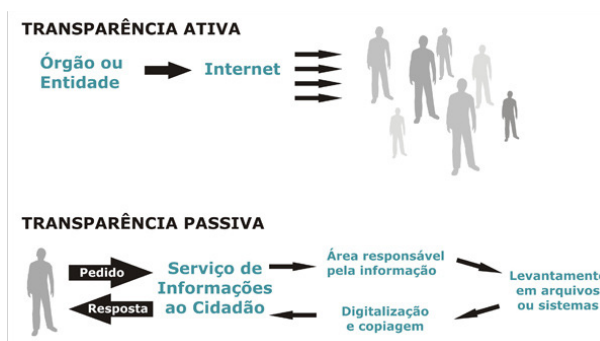 TRANSPARÊNCIA ATIVA
Órgão ou
Entidade
Internet
TRANSPARÊNCIA PASSIVA
Pedido
Resposta
Serviço de
Informações
ao Cidadão
Área responsável
pela informação
Levantamento
em arquivos
ou sistemas
Digitalização
e copiagem